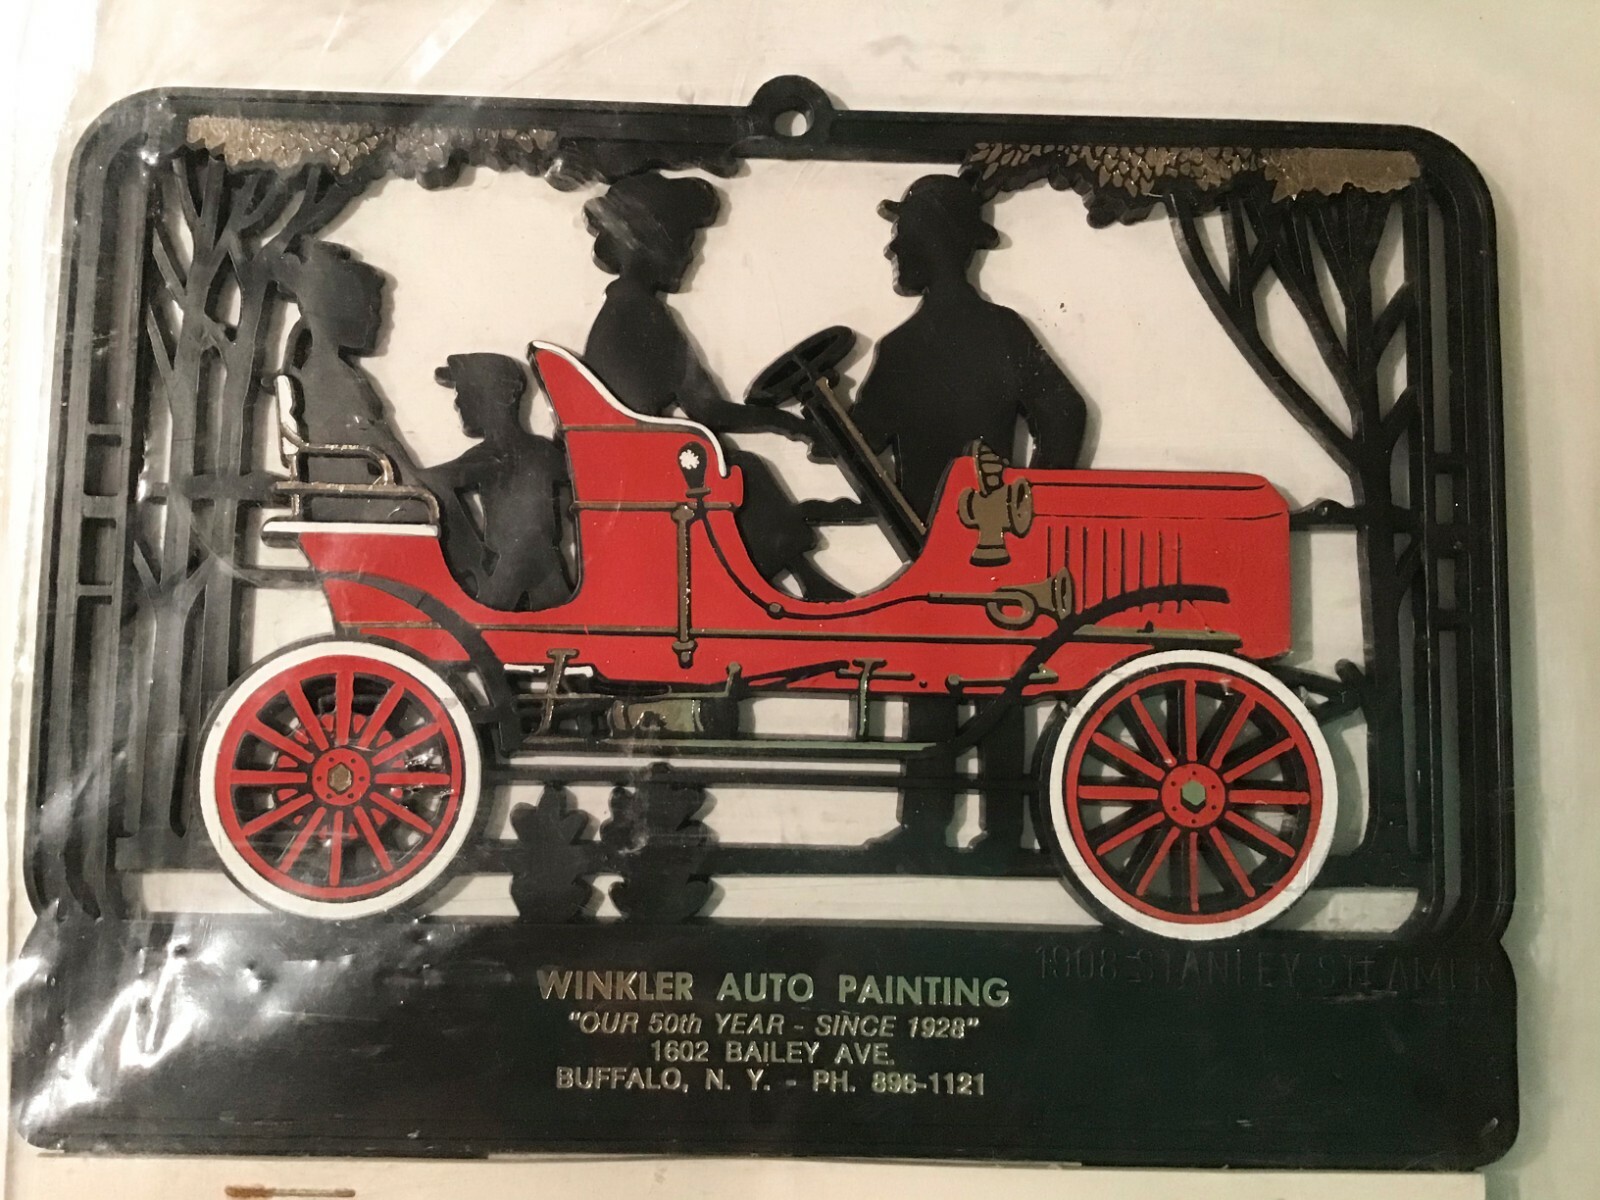 1908 STANLEY STEAMER
WINKLER AUTO PAINTING
"OUR 50th YEAR - SINCE 1928"
1602 BAILEY AVE.
BUFFALO, N. Y. - PH. 896-1121